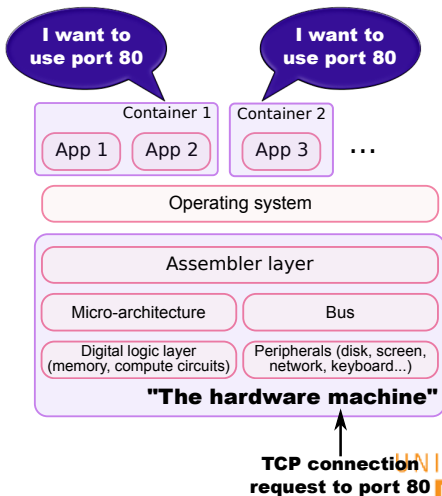 I want to
use port 80
I want to
use port 80
Container 1
Container 2
App 1
App 2
App 3
...
Operating system
Assembler layer
Micro-architecture
Bus
Digital logic layer
(memory, compute circuits)
Peripherals (disk, screen,
network, keyboard...)
"The hardware machine"
TCP connection
request to port 80
UNI